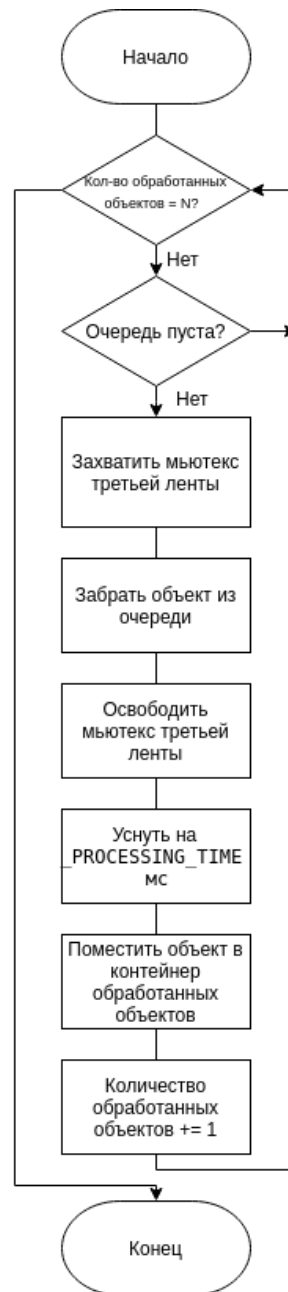 Начало
Кол-во обработанных
объектов = N?
Нет
Очередь пуста?
Нет
Захватить мьютекс
третьей ленты
Забрать объект из
очереди
Освободить
мьютекс третьей
ленты
Уснуть на
_PROCESSING_TIME
мс
Поместить объект в
контейнер
обработанных
объектов
Количество
обработанных
объектов += 1
Конец